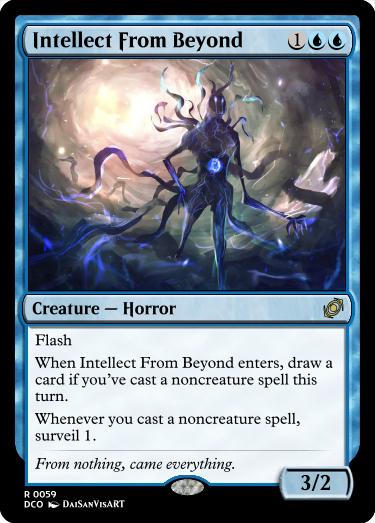 Intellect From Beyond 1
Creature — Horror
Flash
When Intellect From Beyond enters, draw a
card if you've cast a noncreature spell this
turn.
Whenever you cast a noncreature spell,
surveil 1.
From nothing, came everything.
3/2
R 0059
DCO DaiSanVisART